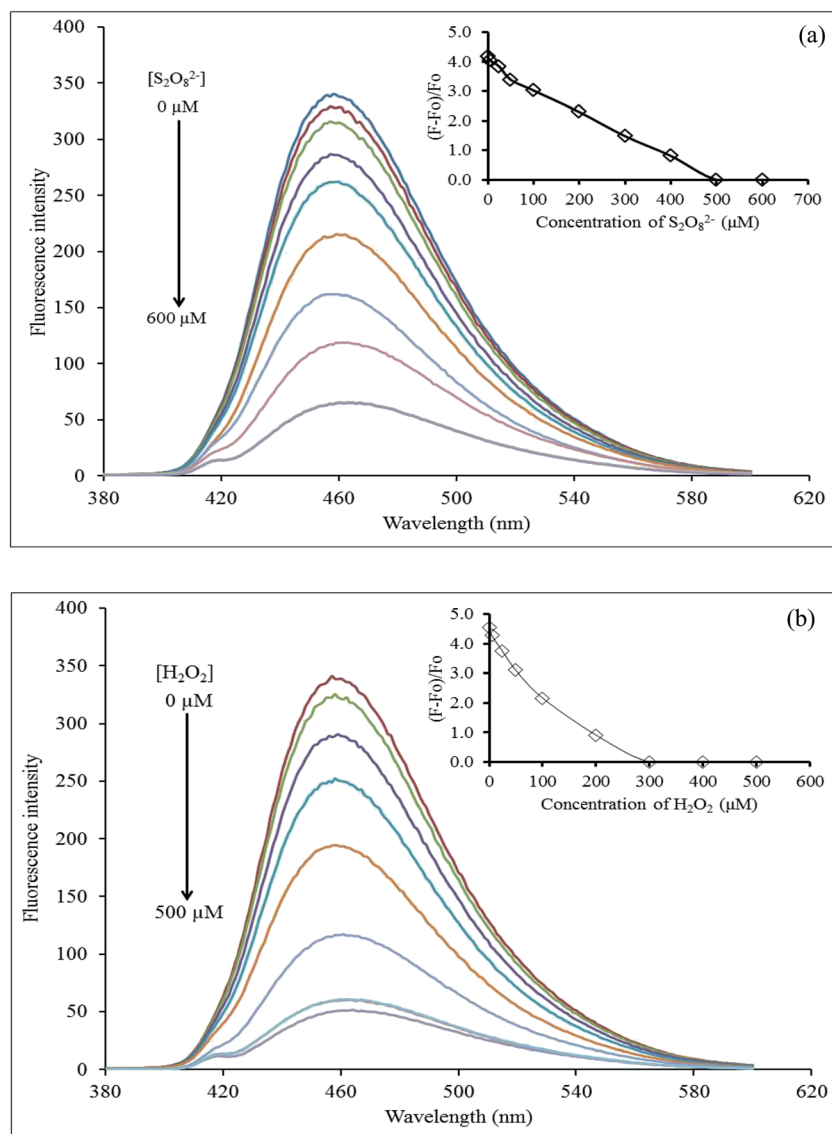 (a)
400
350
300
250
200
150
100
50
0
Fluorescence intensity
[S₂O₈²⁻]
0 µM
600 µM
380 420 460 500 540 580 620
Wavelength (nm)
5.0
4.0
3.0
2.0
1.0
0.0
(F-Fo)/Fo
0 100 200 300 400 500 600 700
Concentration of S₂O₈²⁻ (µM)
(b)
400
350
300
250
200
150
100
50
0
Fluorescence intensity
[H₂O₂]
0 µM
500 µM
380 420 460 500 540 580 620
Wavelength (nm)
5.0
4.0
3.0
2.0
1.0
0.0
(F-Fo)/Fo
0 100 200 300 400 500 600
Concentration of H₂O₂ (µM)